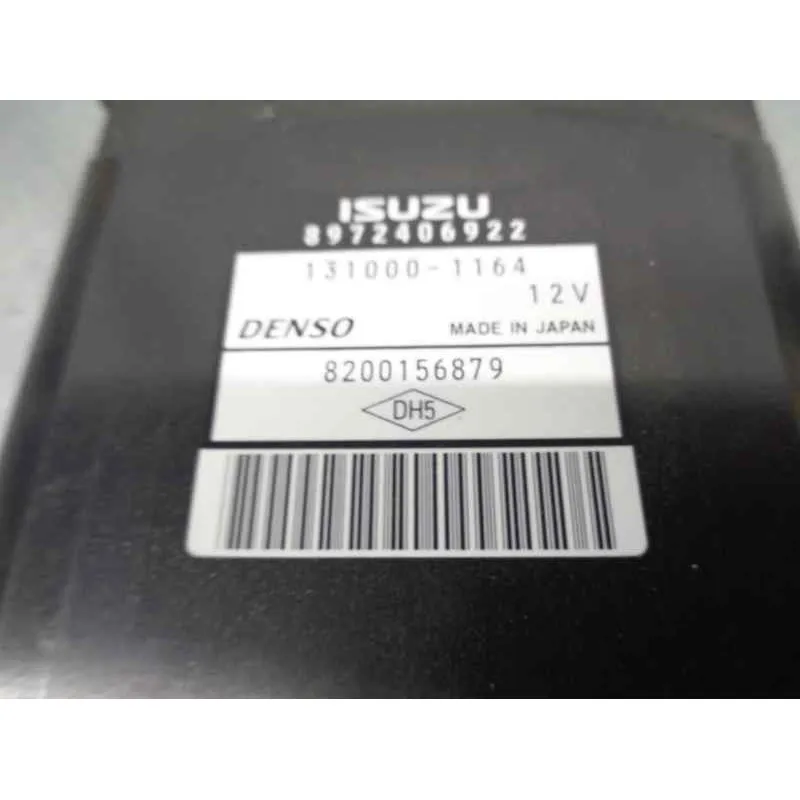 ISUZU
8972406922
131000-1164
12V
DENSO MADE IN JAPAN
8200156879
DH5